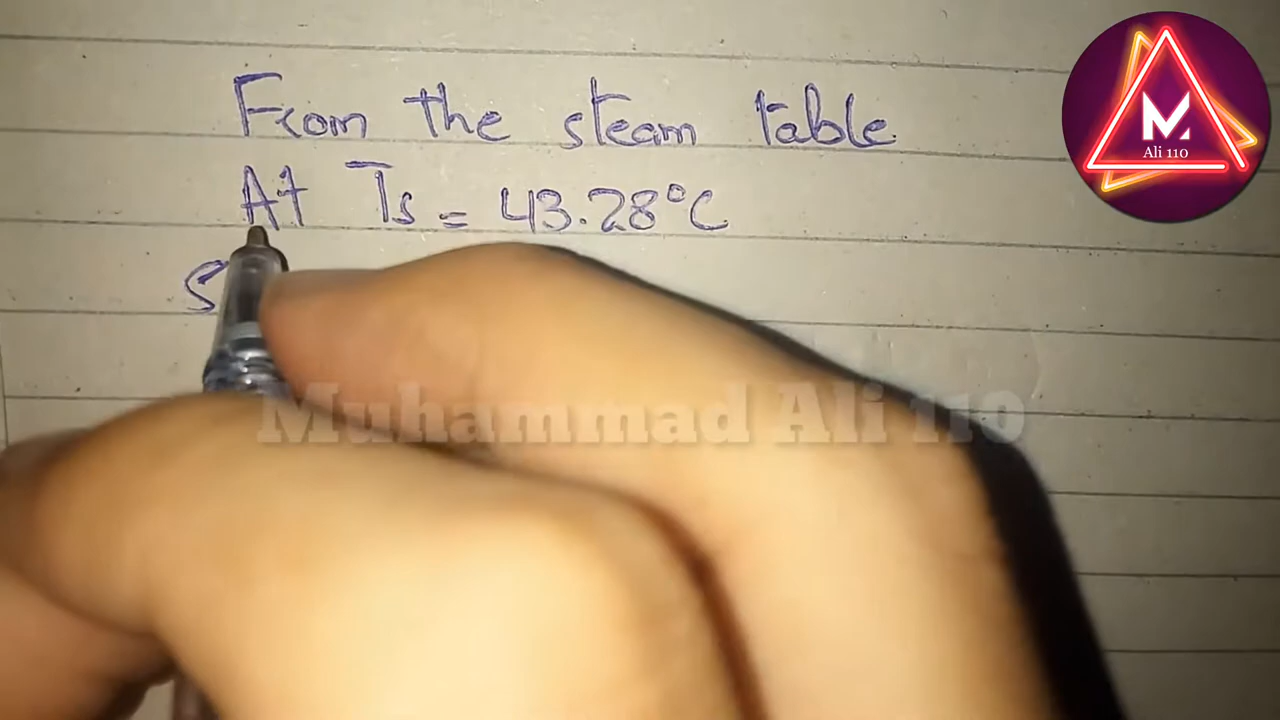 From the steam table
At Ts = 43.28°C
S
M.
Ali 110
Muhammad Ali 110